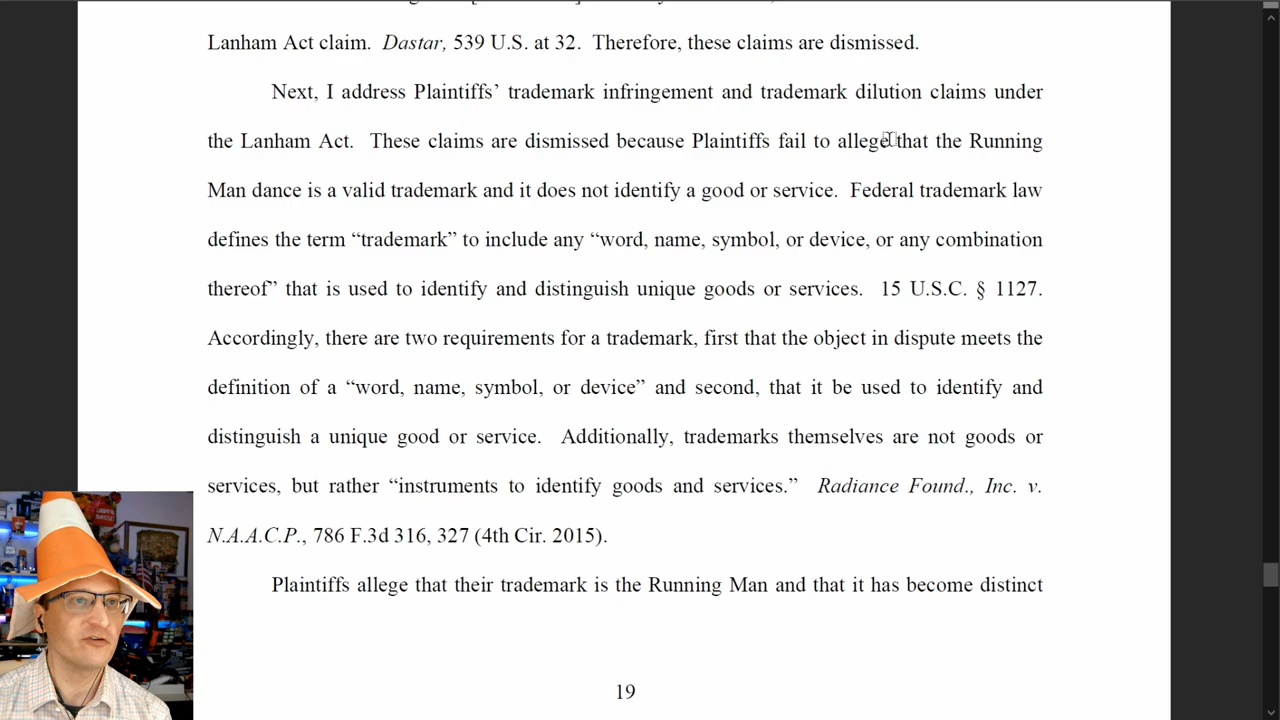 Lanham Act claim. Dastar, 539 U.S. at 32. Therefore, these claims are dismissed.
Next, I address Plaintiffs’ trademark infringement and trademark dilution claims under
the Lanham Act. These claims are dismissed because Plaintiffs fail to allege that the Running
Man dance is a valid trademark and it does not identify a good or service. Federal trademark law
defines the term “trademark” to include any “word, name, symbol, or device, or any combination
thereof” that is used to identify and distinguish unique goods or services. 15 U.S.C. § 1127.
Accordingly, there are two requirements for a trademark, first that the object in dispute meets the
definition of a “word, name, symbol, or device” and second, that it be used to identify and
distinguish a unique good or service. Additionally, trademarks themselves are not goods or
services, but rather “instruments to identify goods and services.” Radiance Found., Inc. v.
N.A.A.C.P., 786 F.3d 316, 327 (4th Cir. 2015).
Plaintiffs allege that their trademark is the Running Man and that it has become distinct
19